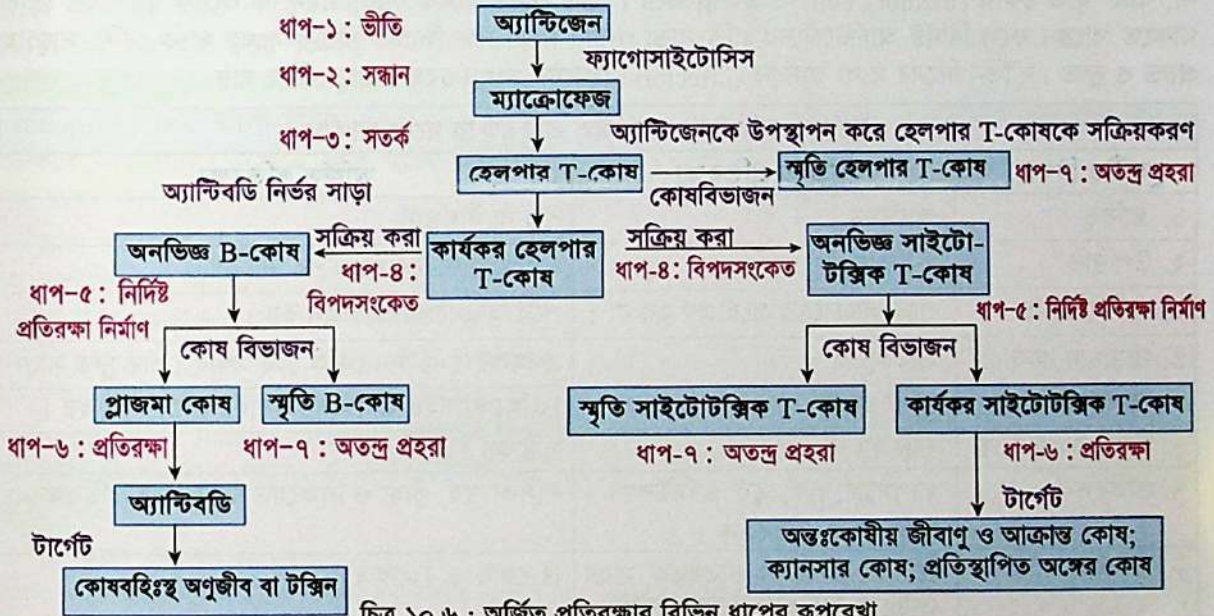 ধাপ-১ : ভীতি
অ্যান্টিজেন
ফ্যাগোসাইটোসিস
ধাপ-২ : সন্ধান
ম্যাক্রোফেজ
ধাপ-৩ : সতর্ক
অ্যান্টিজেনকে উপস্থাপন করে হেলপার T-কোষকে সক্রিয়করণ
হেলপার T-কোষ
কোষবিভাজন
স্মৃতি হেলপার T-কোষ
ধাপ-৭ : অতন্দ্র প্রহরা
অ্যান্টিবডি নির্ভর সাড়া
অনভিজ্ঞ B-কোষ
সক্রিয় করা
ধাপ-৪ :
বিপদসংকেত
কার্যকর হেলপার
T-কোষ
সক্রিয় করা
ধাপ-৪ : বিপদসংকেত
অনভিজ্ঞ সাইটো-
টক্সিক T-কোষ
ধাপ-৫ : নির্দিষ্ট
প্রতিরক্ষা নির্মাণ
ধাপ-৫ : নির্দিষ্ট প্রতিরক্ষা নির্মাণ
কোষ বিভাজন
কোষ বিভাজন
প্লাজমা কোষ
স্মৃতি B-কোষ
স্মৃতি সাইটোটক্সিক T-কোষ
কার্যকর সাইটোটক্সিক T-কোষ
ধাপ-৬ : প্রতিরক্ষা
ধাপ-৭ : অতন্দ্র প্রহরা
ধাপ-৭ : অতন্দ্র প্রহরা
ধাপ-৬ : প্রতিরক্ষা
অ্যান্টিবডি
টার্গেট
টার্গেট
কোষবহিঃস্থ অণুজীব বা টক্সিন
অন্তঃকোষীয় জীবাণু ও আক্রান্ত কোষ;
ক্যানসার কোষ; প্রতিস্থাপিত অঙ্গের কোষ
চিত্র ১০.৬ : অর্জিত প্রতিরক্ষার বিভিন্ন ধাপের রূপরেখা